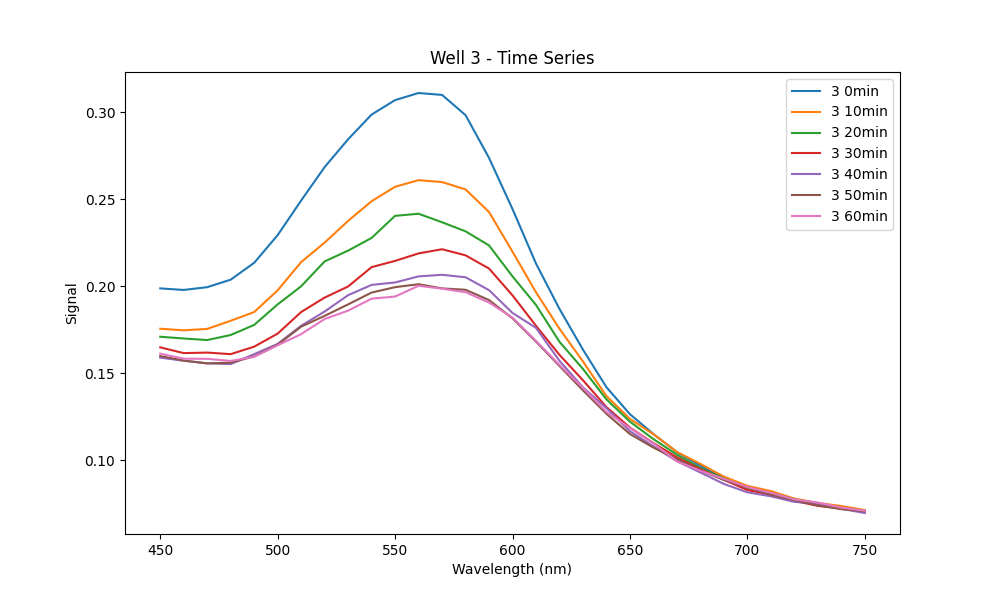 Well 3 - Time Series
3 0min
3 10min
3 20min
3 30min
3 40min
3 50min
3 60min
Signal
0.30
0.25
0.20
0.15
0.10
450 500 550 600 650 700 750
Wavelength (nm)